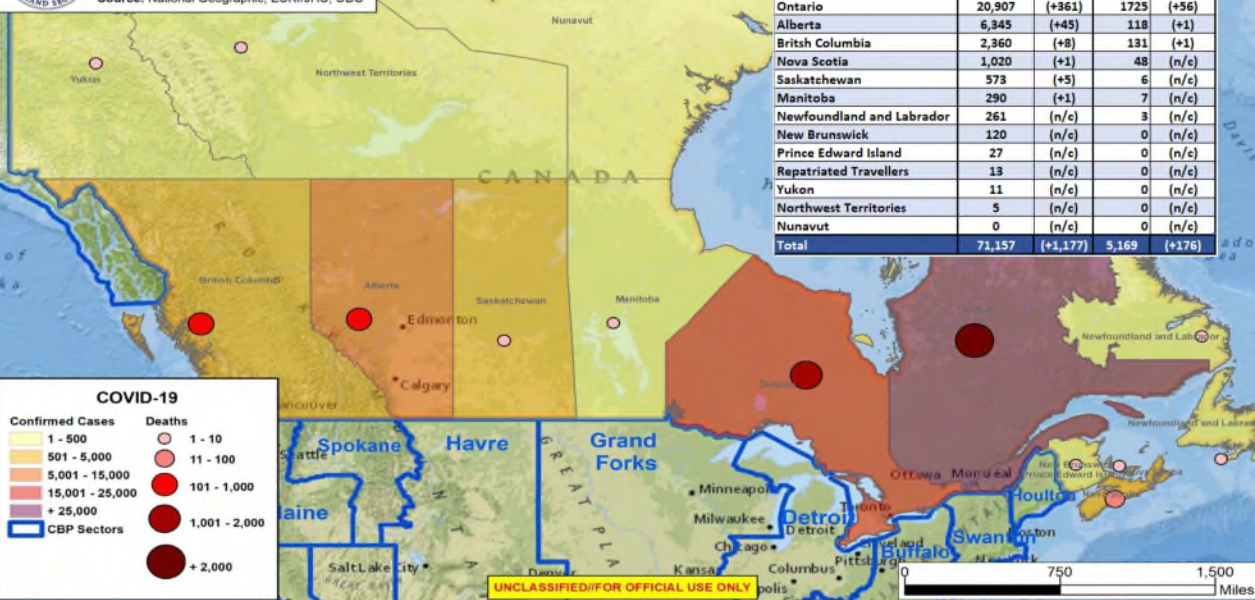 Source: National Geographic, ESRI/JHS, CDC
Ontario 20,907 (+361) 1725 (+56)
Alberta 6,345 (+45) 118 (+1)
Britsh Columbia 2,360 (+8) 131 (+1)
Nova Scotia 1,020 (+1) 48 (n/c)
Saskatchewan 573 (+5) 6 (n/c)
Manitoba 290 (+1) 7 (n/c)
Newfoundland and Labrador 261 (n/c) 3 (n/c)
New Brunswick 120 (n/c) 0 (n/c)
Prince Edward Island 27 (n/c) 0 (n/c)
Repatriated Travellers 13 (n/c) 0 (n/c)
Yukon 11 (n/c) 0 (n/c)
Northwest Territories 5 (n/c) 0 (n/c)
Nunavut 0 (n/c) 0 (n/c)
Total 71,157 (+1,177) 5,169 (+176)
Nunavut
Yukon
Northwest Territories
CANADA
British Columbia
Alberta
Saskatchewan
Manitoba
Edmonton
Calgary
Newfoundland and Labrador
Ottawa
Montreal
Toronto
Houlton
Swanton
Boston
Buffalo
Detroit
Detroit
Spokane
Havre
Grand
Forks
Seattle
GREAT PLA
Minneapol
Milwaukee
Chicago
Columbus
Pittsburg
Kansas
Denver
Salt Lake City
COVID-19
Confirmed Cases
1 - 500
501 - 5,000
5,001 - 15,000
15,001 - 25,000
+ 25,000
CBP Sectors
Deaths
1 - 10
11 - 100
101 - 1,000
1,001 - 2,000
+ 2,000
UNCLASSIFIED//FOR OFFICIAL USE ONLY
0 750 1,500
Miles